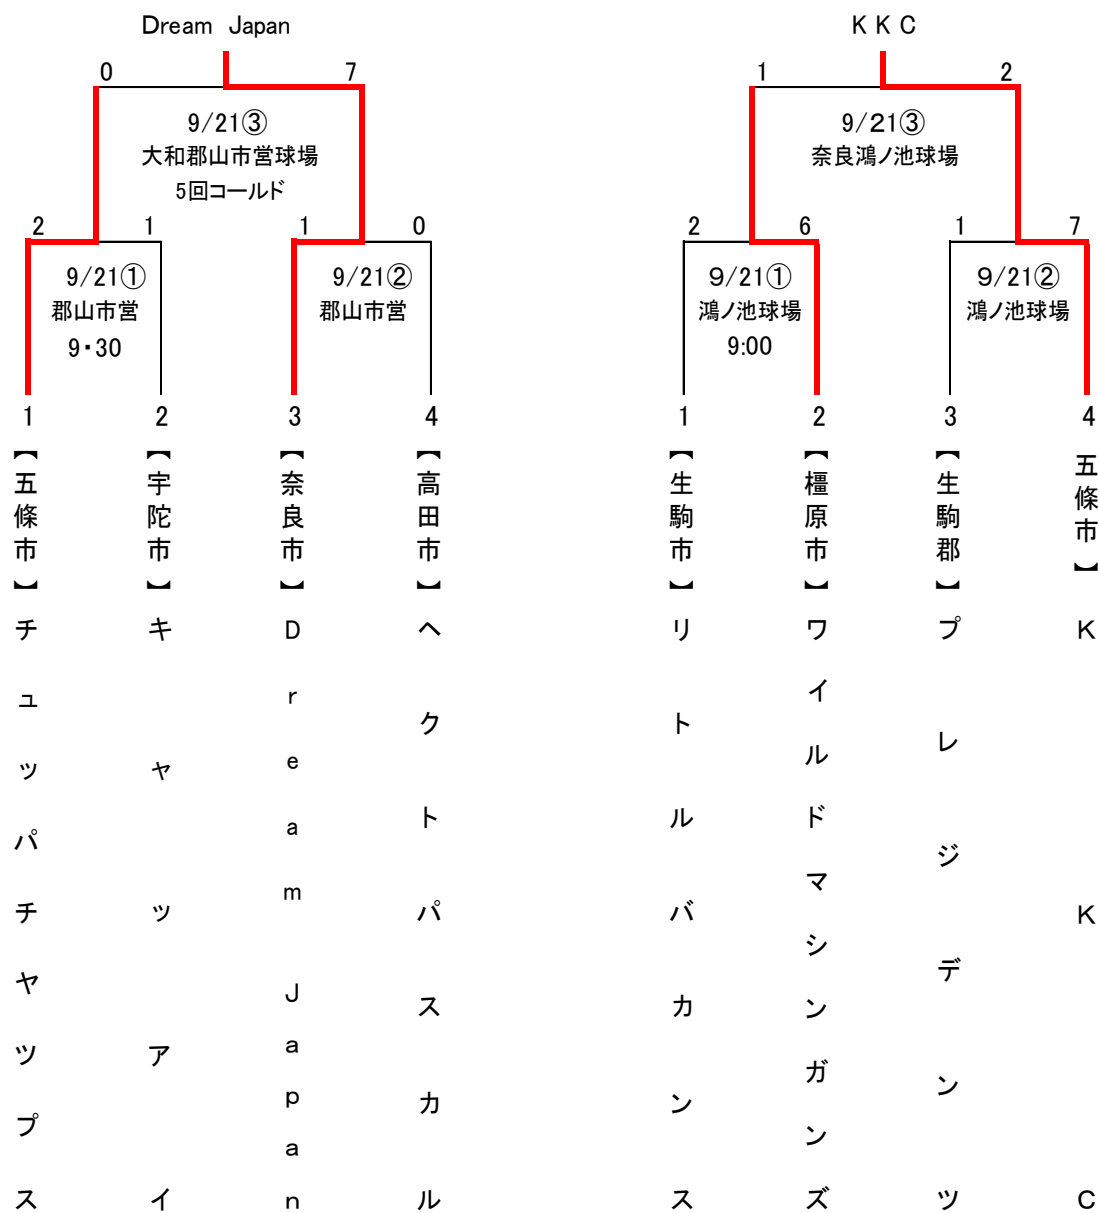 Dream Japan
0 7
9/21③
大和郡山市営球場
5回コールド
2 1
9/21①
郡山市営
9・30
1 0
9/21②
郡山市営
1
【五條市】
チュッパチヤツプス
2
【宇陀市】
キャッアイ
3
【奈良市】
Dream Japan
4
【高田市】
ヘクトパスカル
KKC
1 2
9/21③
奈良鴻ノ池球場
2 6
9/21①
鴻ノ池球場
9:00
1 7
9/21②
鴻ノ池球場
1
【生駒市】
リトルバカンス
2
【橿原市】
ワイルドマシンガンズ
3
【生駒郡】
プレジデンツ
4
五條市】
KKC